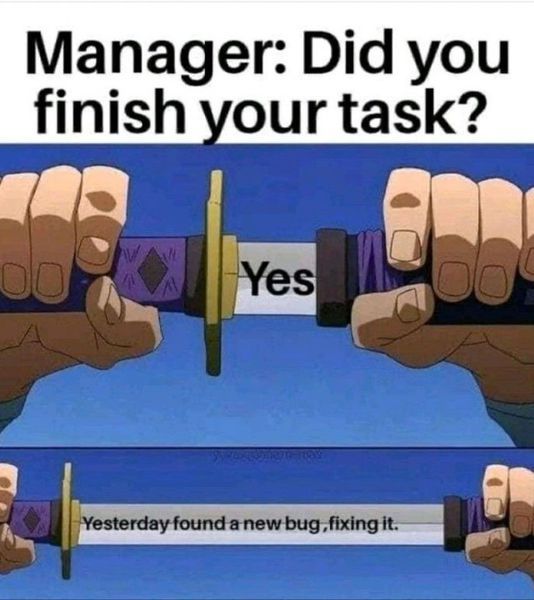 Manager: Did you
finish your task?
Yes
Yesterday found a new bug ,fixing it.